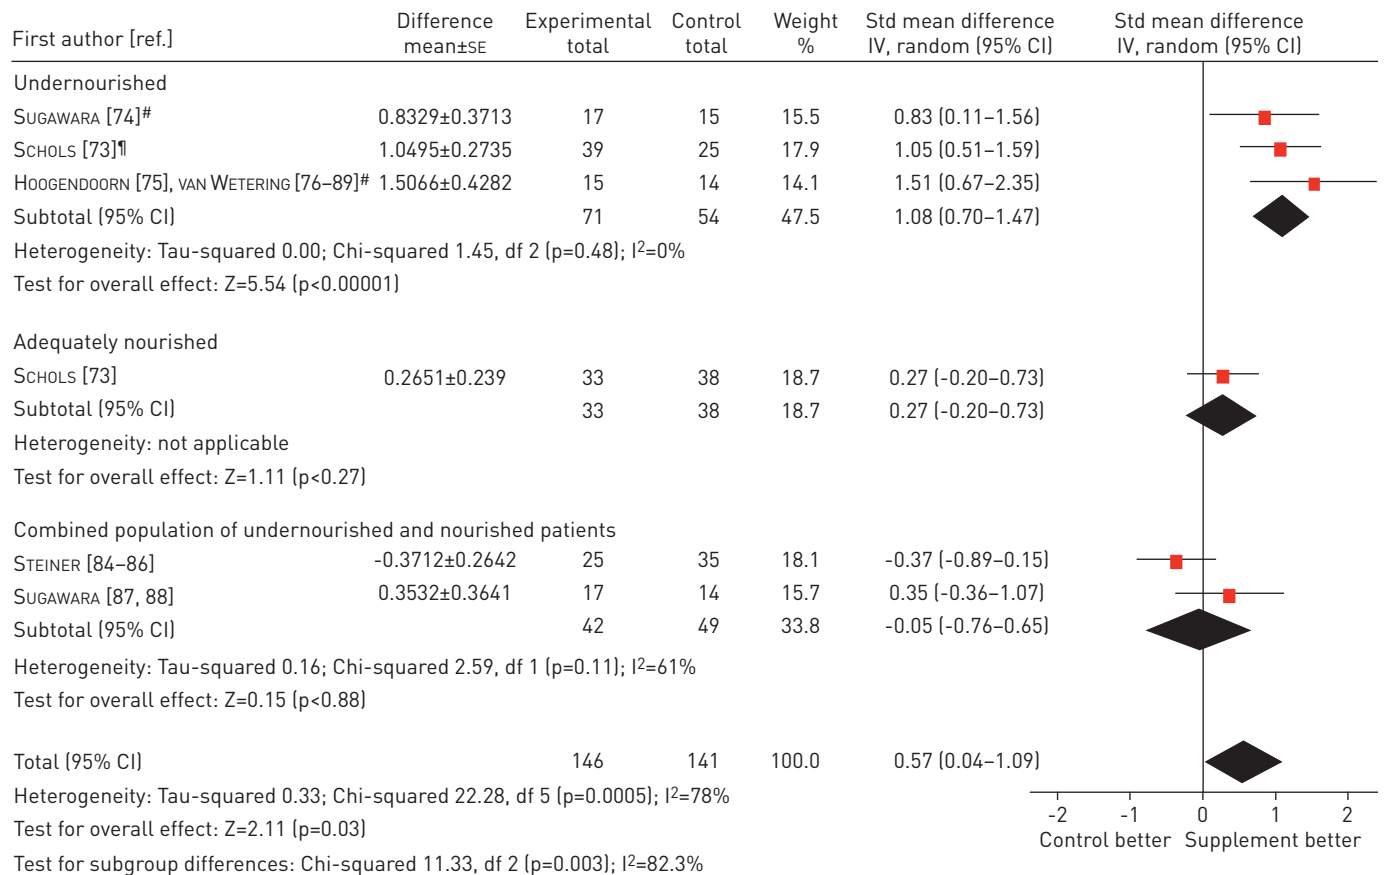 First author [ref.] Difference mean±SE Experimental total Control total Weight % Std mean difference IV, random (95% CI) Std mean difference IV, random (95% CI)
Undernourished
SUGAWARA [74]# 0.8329±0.3713 17 15 15.5 0.83 (0.11–1.56)
SCHOLS [73]¶ 1.0495±0.2735 39 25 17.9 1.05 (0.51–1.59)
HOOGENDOORN [75], VAN WETERING [76–89]# 1.5066±0.4282 15 14 14.1 1.51 (0.67–2.35)
Subtotal (95% CI) 71 54 47.5 1.08 (0.70–1.47)
Heterogeneity: Tau-squared 0.00; Chi-squared 1.45, df 2 (p=0.48); I2=0%
Test for overall effect: Z=5.54 (p<0.00001)
Adequately nourished
SCHOLS [73] 0.2651±0.239 33 38 18.7 0.27 (-0.20–0.73)
Subtotal (95% CI) 33 38 18.7 0.27 (-0.20–0.73)
Heterogeneity: not applicable
Test for overall effect: Z=1.11 (p<0.27)
Combined population of undernourished and nourished patients
STEINER [84–86] -0.3712±0.2642 25 35 18.1 -0.37 (-0.89–0.15)
SUGAWARA [87, 88] 0.3532±0.3641 17 14 15.7 0.35 (-0.36–1.07)
Subtotal (95% CI) 42 49 33.8 -0.05 (-0.76–0.65)
Heterogeneity: Tau-squared 0.16; Chi-squared 2.59, df 1 (p=0.11); I2=61%
Test for overall effect: Z=0.15 (p<0.88)
Total (95% CI) 146 141 100.0 0.57 (0.04–1.09)
Heterogeneity: Tau-squared 0.33; Chi-squared 22.28, df 5 (p=0.0005); I2=78%
Test for overall effect: Z=2.11 (p=0.03)
Test for subgroup differences: Chi-squared 11.33, df 2 (p=0.003); I2=82.3%
-2 -1 0 1 2
Control better Supplement better